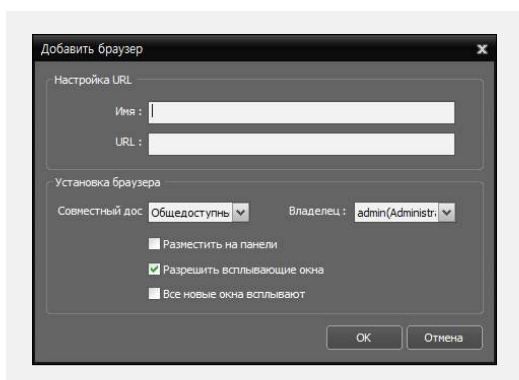 Добавить браузер
Настройка URL
Имя :
URL :
Установка браузера
Совместный дос Общедоступнь Владелец : admin(Administr
Разместить на панели
Разрешить всплывающие окна
Все новые окна всплывают
OK Отмена